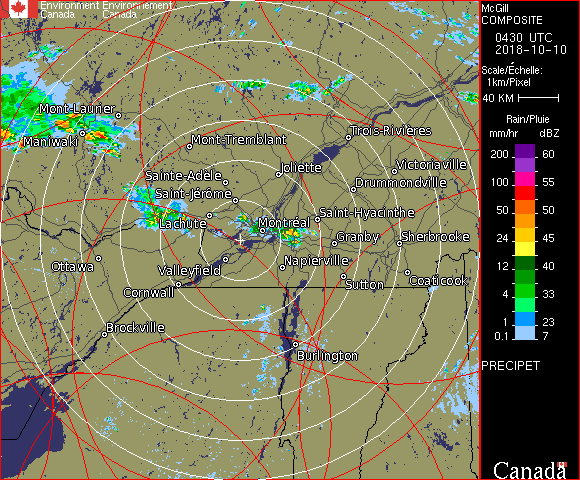 Environment Environnement
Canada Canada
McGill
COMPOSITE
0430 UTC
2018-10-10
Scale/Échelle:
1km/Pixel
40 KM
Rain/Pluie
mm/hr dBZ
200 60
100 55
50 50
24 45
12 40
4 33
1 23
0.1 7
PRECIPET
Canada
Mont-Laurier
Maniwaki
Mont-Tremblant
Trois-Rivières
Joliette
Victoriaville
Sainte-Adèle
Drummondville
Saint-Jérôme
Saint-Hyacinthe
Lachute
Montréal
Granby
Sherbrooke
Ottawa
Valleyfield
Napierville
Cornwall
Sutton
Coaticook
Brockville
Burlington